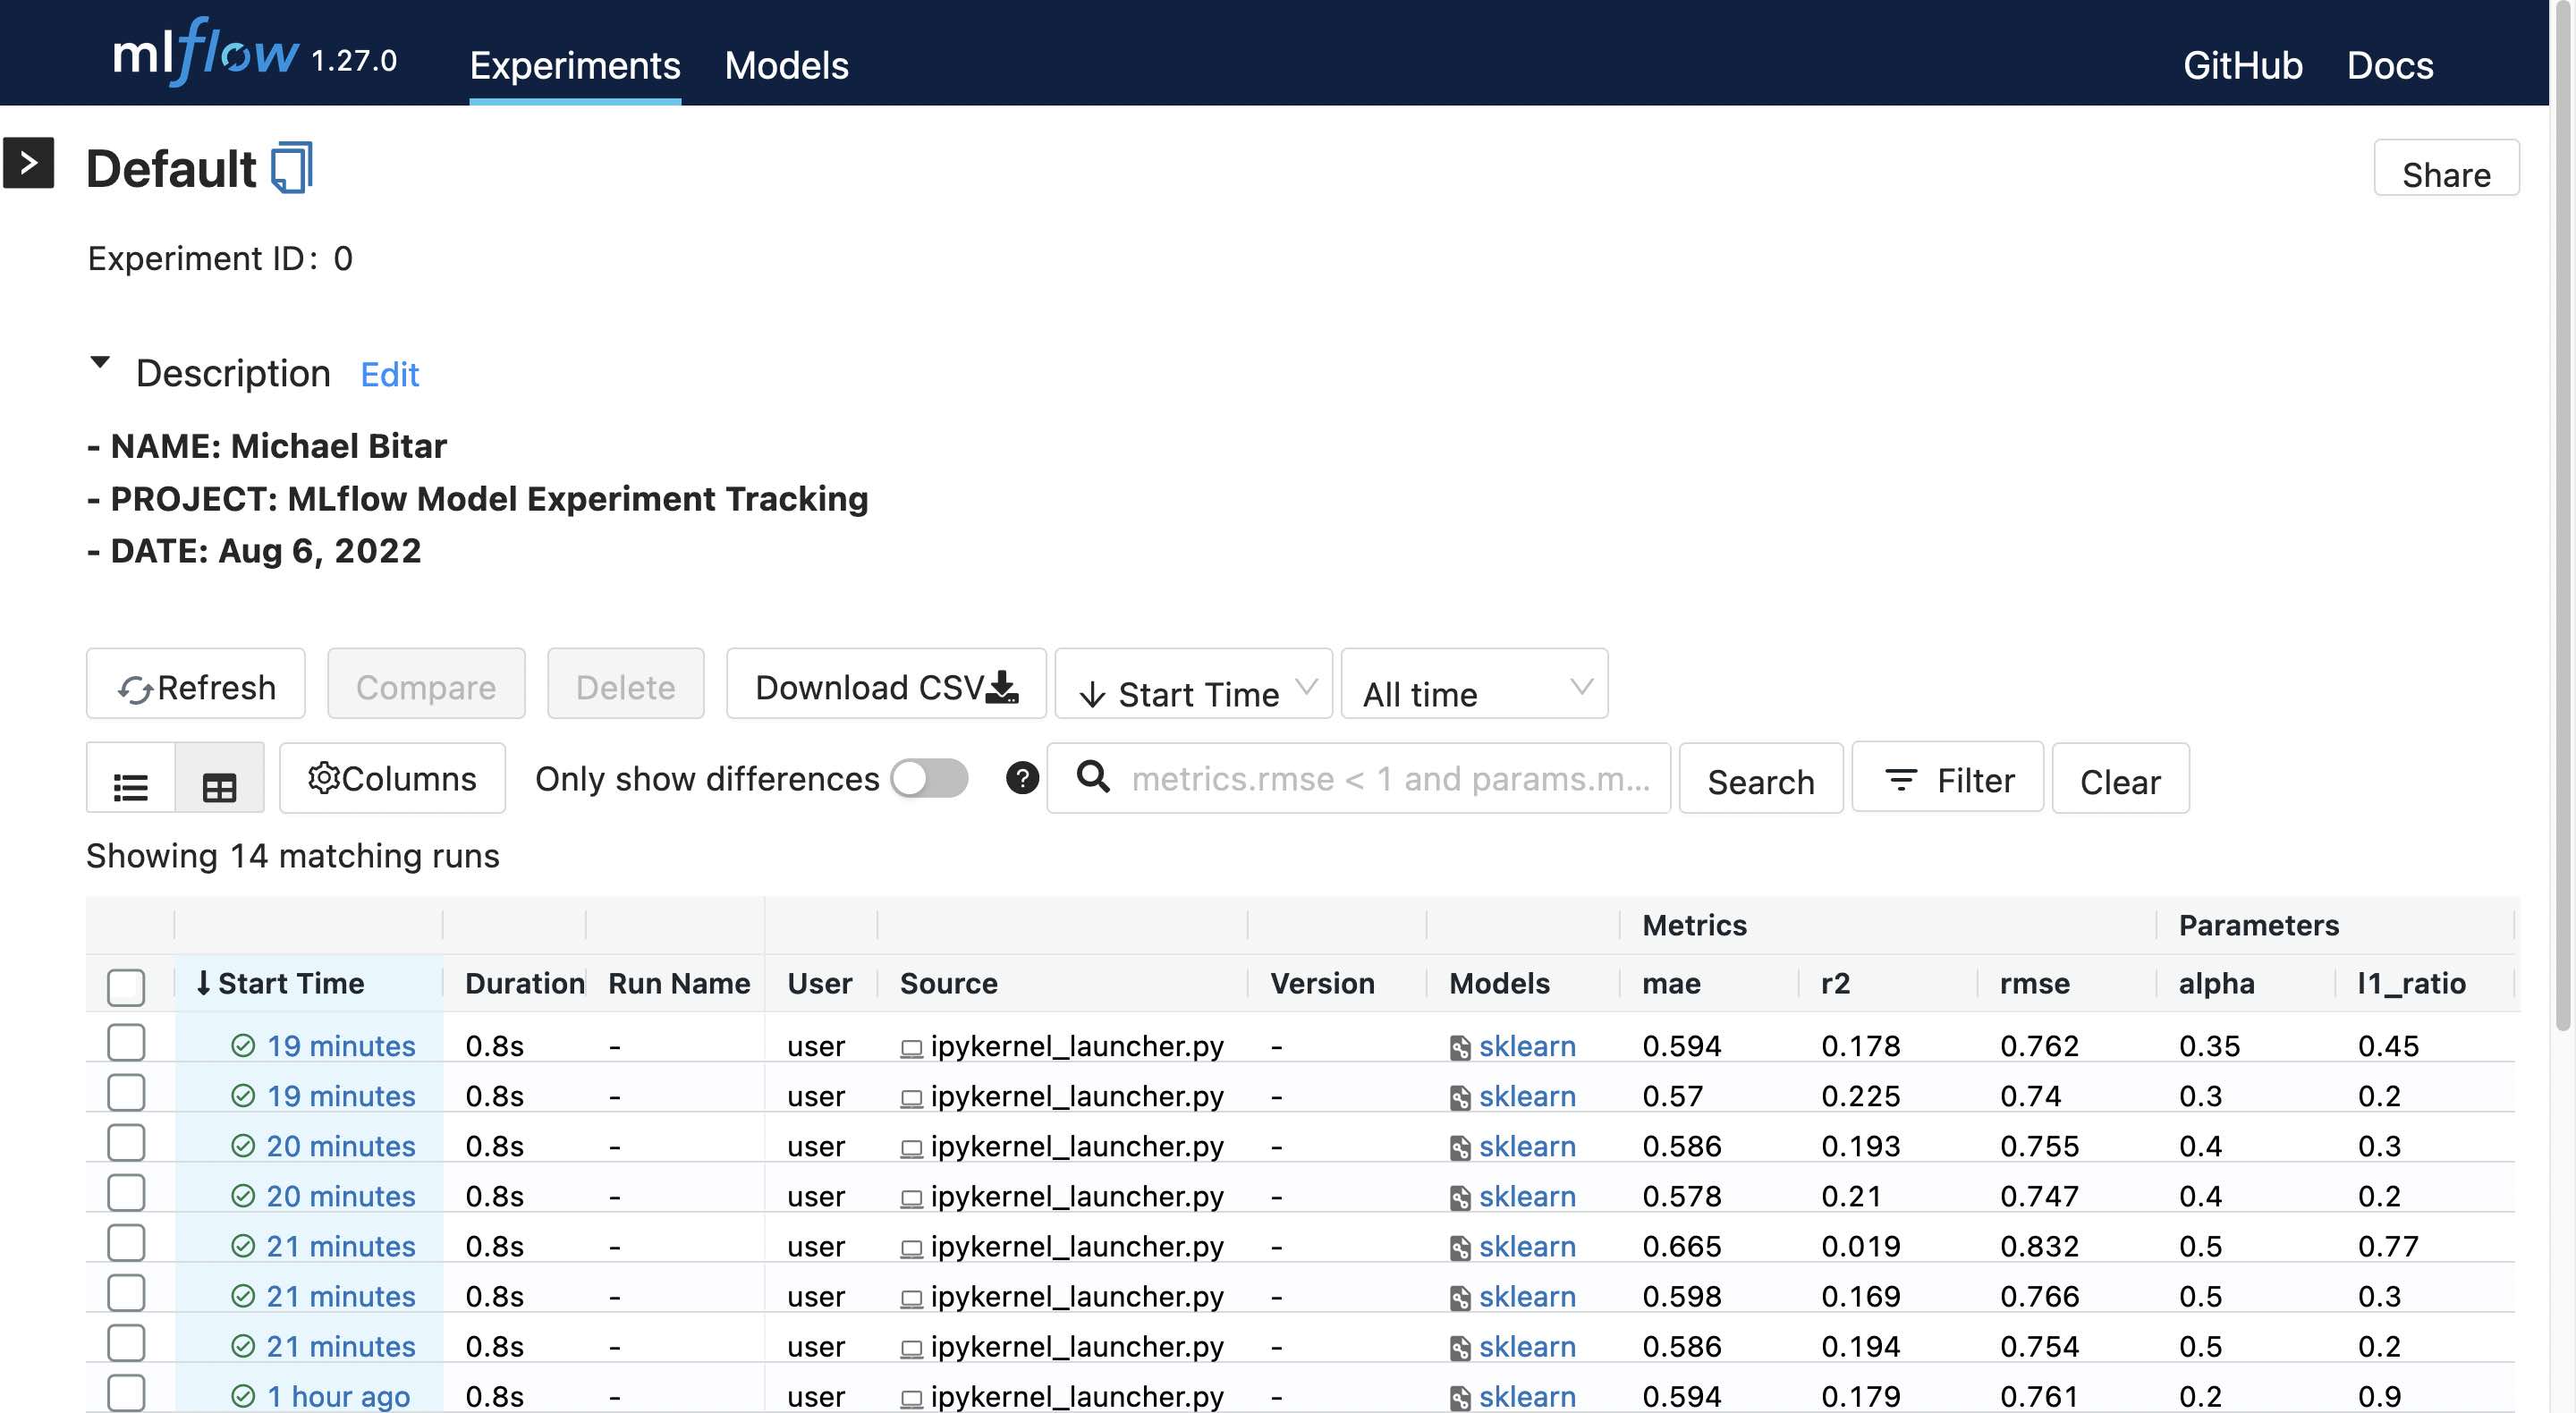 mlflow 1.27.0 Experiments Models GitHub Docs
Default
Share
Experiment ID: 0
Description Edit
- NAME: Michael Bitar
- PROJECT: MLflow Model Experiment Tracking
- DATE: Aug 6, 2022
Refresh Compare Delete Download CSV Start Time All time
Columns Only show differences metrics.rmse < 1 and params.m... Search Filter Clear
Showing 14 matching runs
Metrics Parameters
↓ Start Time Duration Run Name User Source Version Models mae r2 rmse alpha l1_ratio
19 minutes 0.8s - user ipykernel_launcher.py - sklearn 0.594 0.178 0.762 0.35 0.45
19 minutes 0.8s - user ipykernel_launcher.py - sklearn 0.57 0.225 0.74 0.3 0.2
20 minutes 0.8s - user ipykernel_launcher.py - sklearn 0.586 0.193 0.755 0.4 0.3
20 minutes 0.8s - user ipykernel_launcher.py - sklearn 0.578 0.21 0.747 0.4 0.2
21 minutes 0.8s - user ipykernel_launcher.py - sklearn 0.665 0.019 0.832 0.5 0.77
21 minutes 0.8s - user ipykernel_launcher.py - sklearn 0.598 0.169 0.766 0.5 0.3
21 minutes 0.8s - user ipykernel_launcher.py - sklearn 0.586 0.194 0.754 0.5 0.2
1 hour ago 0.8s - user ipykernel_launcher.py - sklearn 0.594 0.179 0.761 0.2 0.9